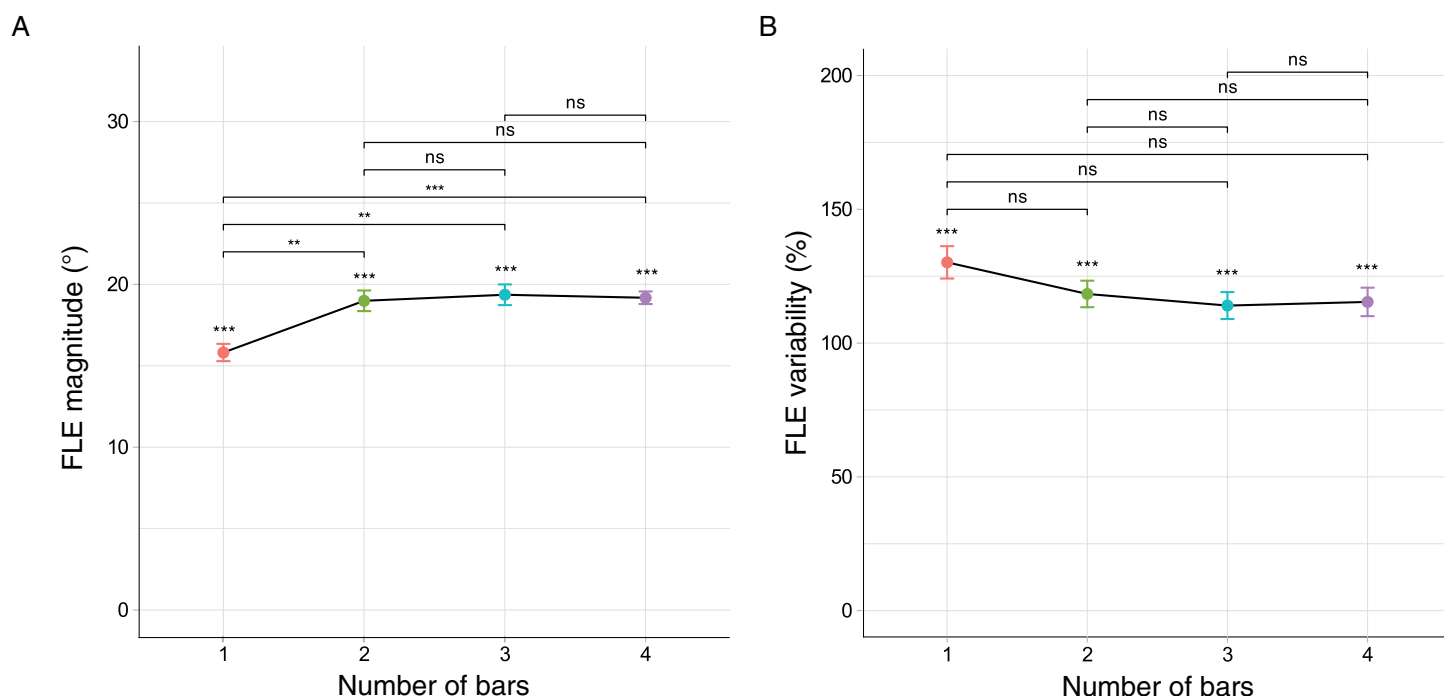 A
FLE magnitude (°)
30
20
10
0
ns
ns
ns
***
**
**
***
***
***
***
1 2 3 4
Number of bars
B
FLE variability (%)
200
150
100
50
0
ns
ns
ns
ns
ns
ns
***
***
***
***
1 2 3 4
Number of bars